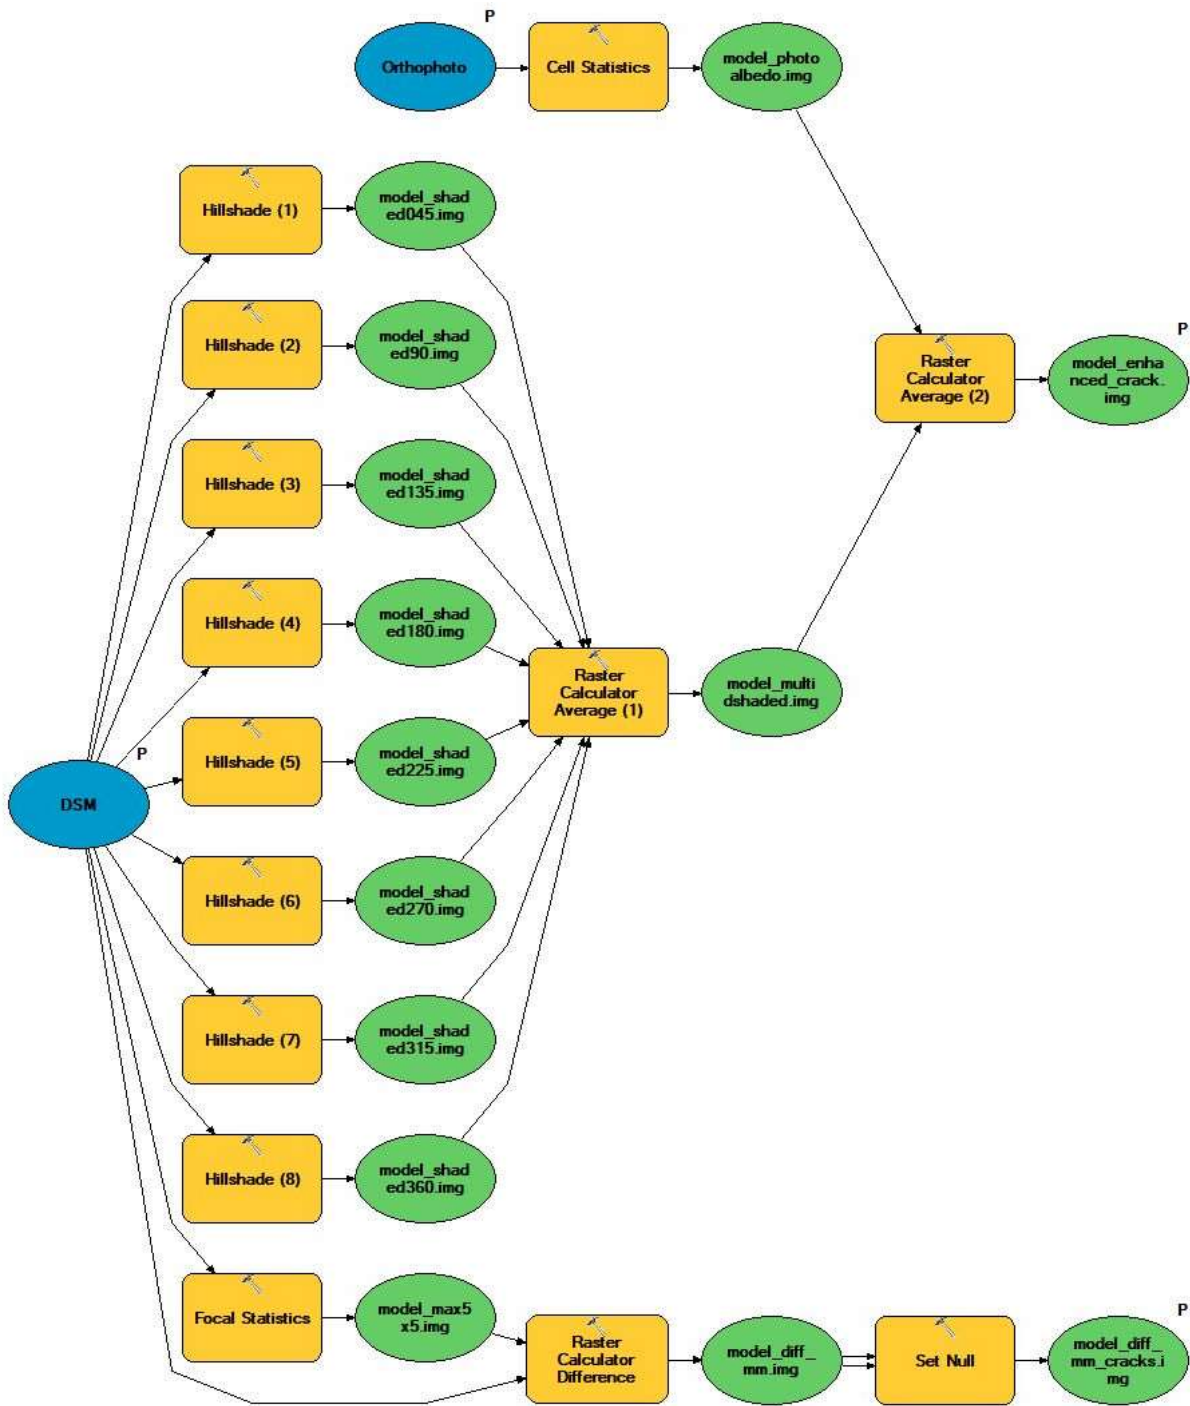 P
Orthophoto
Cell Statistics
model_photo
albedo.img
Hillshade (1)
model_shad
ed045.img
Hillshade (2)
model_shad
ed90.img
Raster
Calculator
Average (2)
P
model_enha
nced_crack.
img
Hillshade (3)
model_shad
ed135.img
Hillshade (4)
model_shad
ed180.img
Raster
Calculator
Average (1)
model_multi
dshaded.img
P
DSM
Hillshade (5)
model_shad
ed225.img
Hillshade (6)
model_shad
ed270.img
Hillshade (7)
model_shad
ed315.img
Hillshade (8)
model_shad
ed360.img
Focal Statistics
model_max5
x5.img
Raster
Calculator
Difference
model_diff_
mm.img
Set Null
P
model_diff_
mm_cracks.i
mg